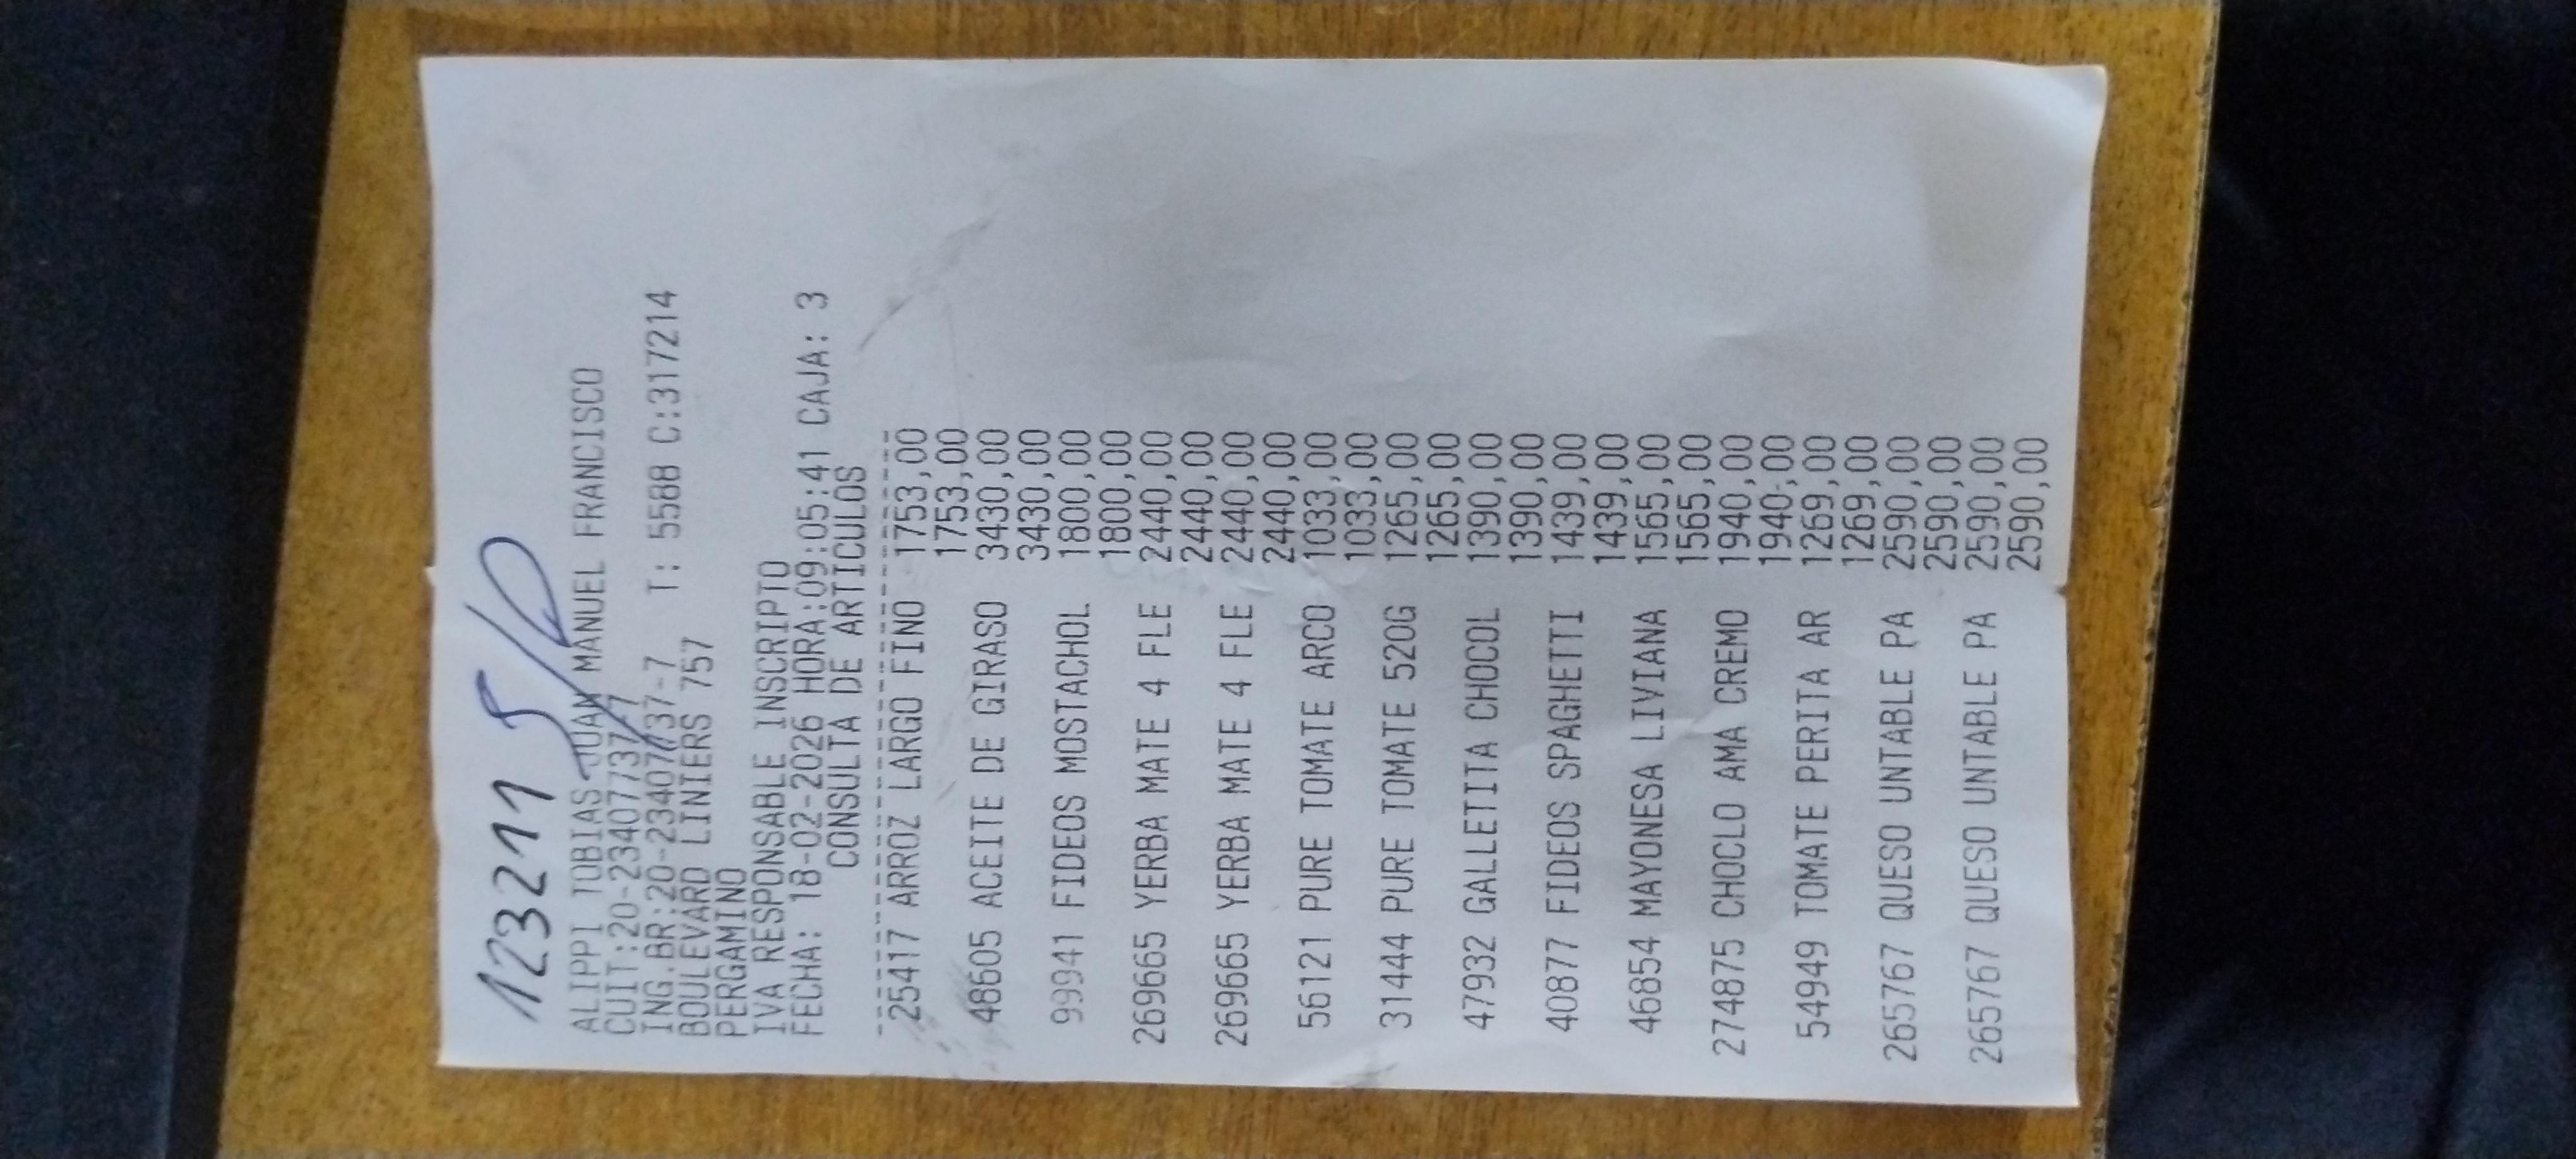 12321 1
ALIPPI TOBIAS JUAN MANUEL FRANCISCO
CUIT:20-23407737-7
ING.BR:20-23407737-7 T: 5588 C:317214
BOULEVARD LINIERS 757
PERGAMINO
IVA RESPONSABLE INSCRIPTO
FECHA: 18-02-2026 HORA:09:05:41 CAJA: 3
CONSULTA DE ARTICULOS
25417 ARROZ LARGO FINO 1753,00
1753,00
48605 ACEITE DE GIRASO 3430,00
3430,00
99941 FIDEOS MOSTACHOL 1800,00
1800,00
269665 YERBA MATE 4 FLE 2440,00
2440,00
269665 YERBA MATE 4 FLE 2440,00
2440,00
56121 PURE TOMATE ARCO 1033,00
1033,00
31444 PURE TOMATE 520G 1265,00
1265,00
47932 GALLETITA CHOCOL 1390,00
1390,00
40877 FIDEOS SPAGHETTI 1439,00
1439,00
46854 MAYONESA LIVIANA 1565,00
1565,00
274875 CHOCLO AMA CREMO 1940,00
1940,00
54949 TOMATE PERITA AR 1269,00
1269,00
265767 QUESO UNTABLE PA 2590,00
2590,00
265767 QUESO UNTABLE PA 2590,00
2590,00